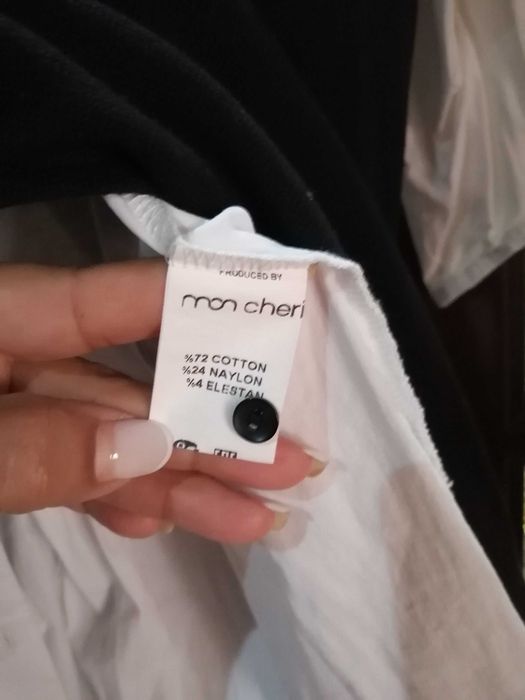 PRODUCED BY
mon cheri
%72 COTTON
%24 NAYLON
%4 ELESTAN